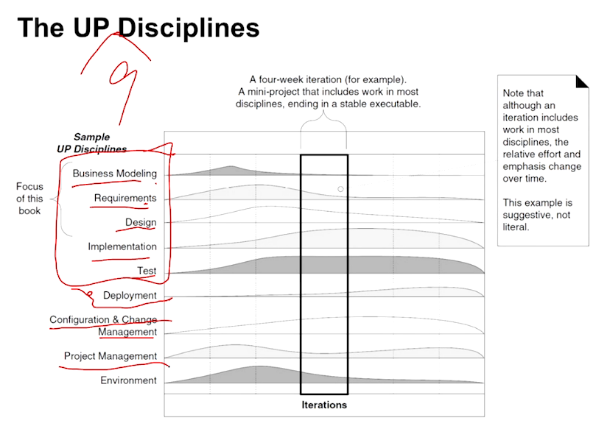 The UP Disciplines
9
A four-week iteration (for example).
A mini-project that includes work in most
disciplines, ending in a stable executable.
Note that
although an
iteration includes
work in most
disciplines, the
relative effort and
emphasis change
over time.
This example is
suggestive, not
literal.
Sample
UP Disciplines
Focus
of this
book
Business Modeling
Requirements
Design
Implementation
Test
Deployment
Configuration & Change
Management
Project Management
Environment
Iterations